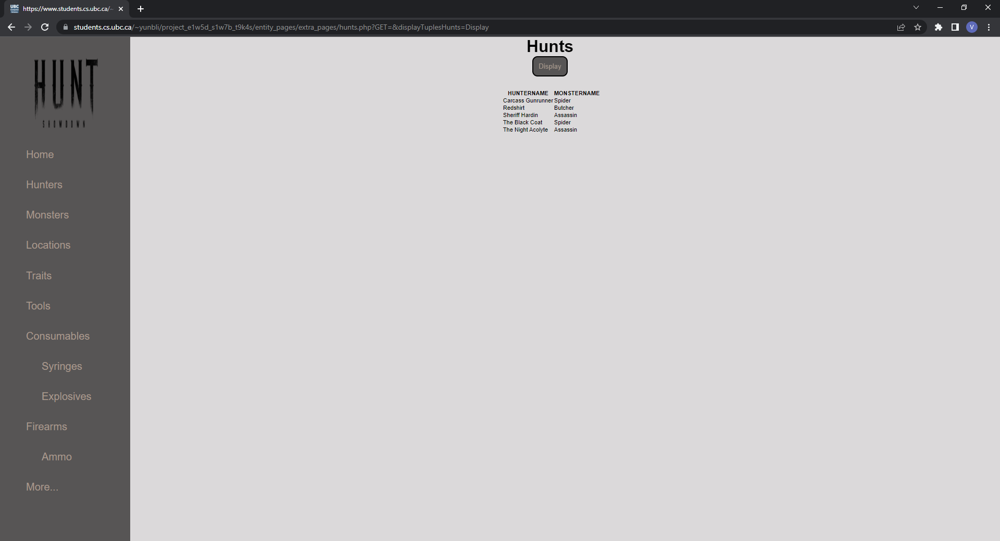 UBC
https://www.students.cs.ubc.ca/~
students.cs.ubc.ca/~yunbli/project_e1w5d_s1w7b_t9k4s/entity_pages/extra_pages/hunts.php?GET=&displayTuplesHunts=Display
V
HUNT
SHOWDOWN
Home
Hunters
Monsters
Locations
Traits
Tools
Consumables
Syringes
Explosives
Firearms
Ammo
More...
Hunts
Display
HUNTERNAME MONSTERNAME
Carcass Gunrunner Spider
Redshirt Butcher
Sheriff Hardin Assassin
The Black Coat Spider
The Night Acolyte Assassin